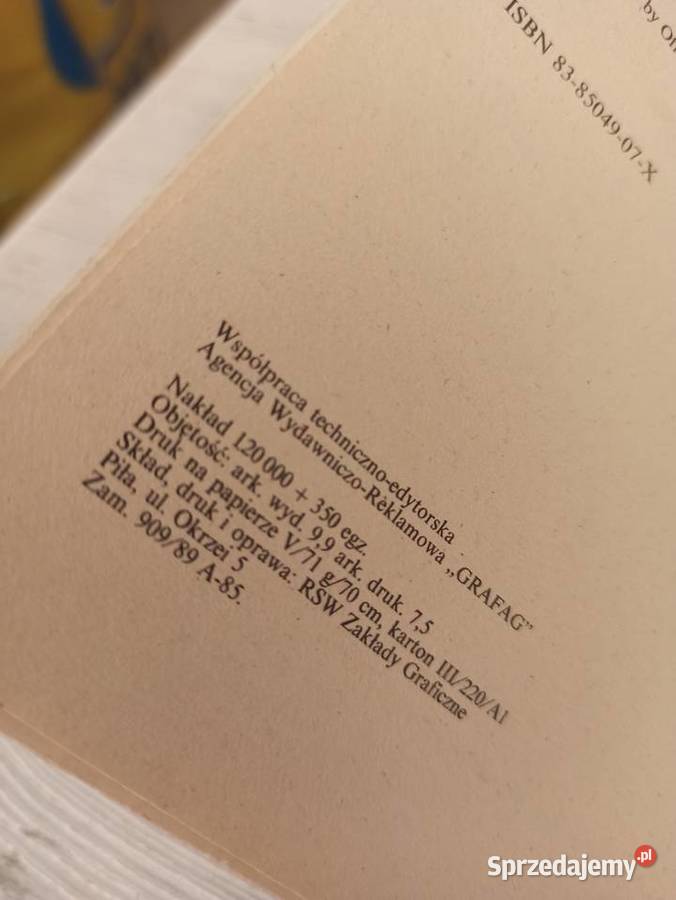 by
ISBN 83-85049-07-X
Współpraca techniczno-edytorska
Agencja Wydawniczo-Reklamowa „GRAFAG”
Nakład 120 000 + 350 egz.
Objętość: ark. wyd. 9,9 ark. druk. 7,5
Druk na papierze V/71 g/70 cm, karton III/220/A1
Skład, druk i oprawa: RSW Zakłady Graficzne
Piła, ul. Okrzei 5
Zam. 909/89 A-85.
Sprzedajemy.pl